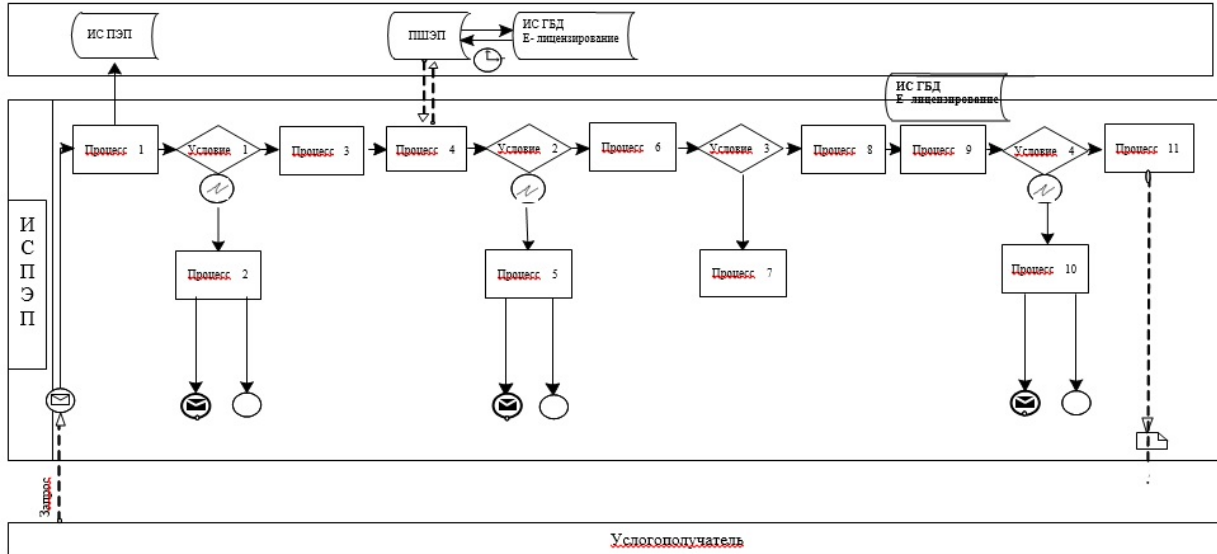 ИС ПЭП
ПШЭП
ИС ГБД
Е- лицензирование
ИС ГБД
Е- лицензирование
Процесс 1
Условие 1
Процесс 3
Процесс 4
Условие 2
Процесс 6
Условие 3
Процесс 8
Процесс 9
Условие 4
Процесс 11
Процесс 2
Процесс 5
Процесс 7
Процесс 10
И
С
П
Э
П
Запрос
Услогополучатель